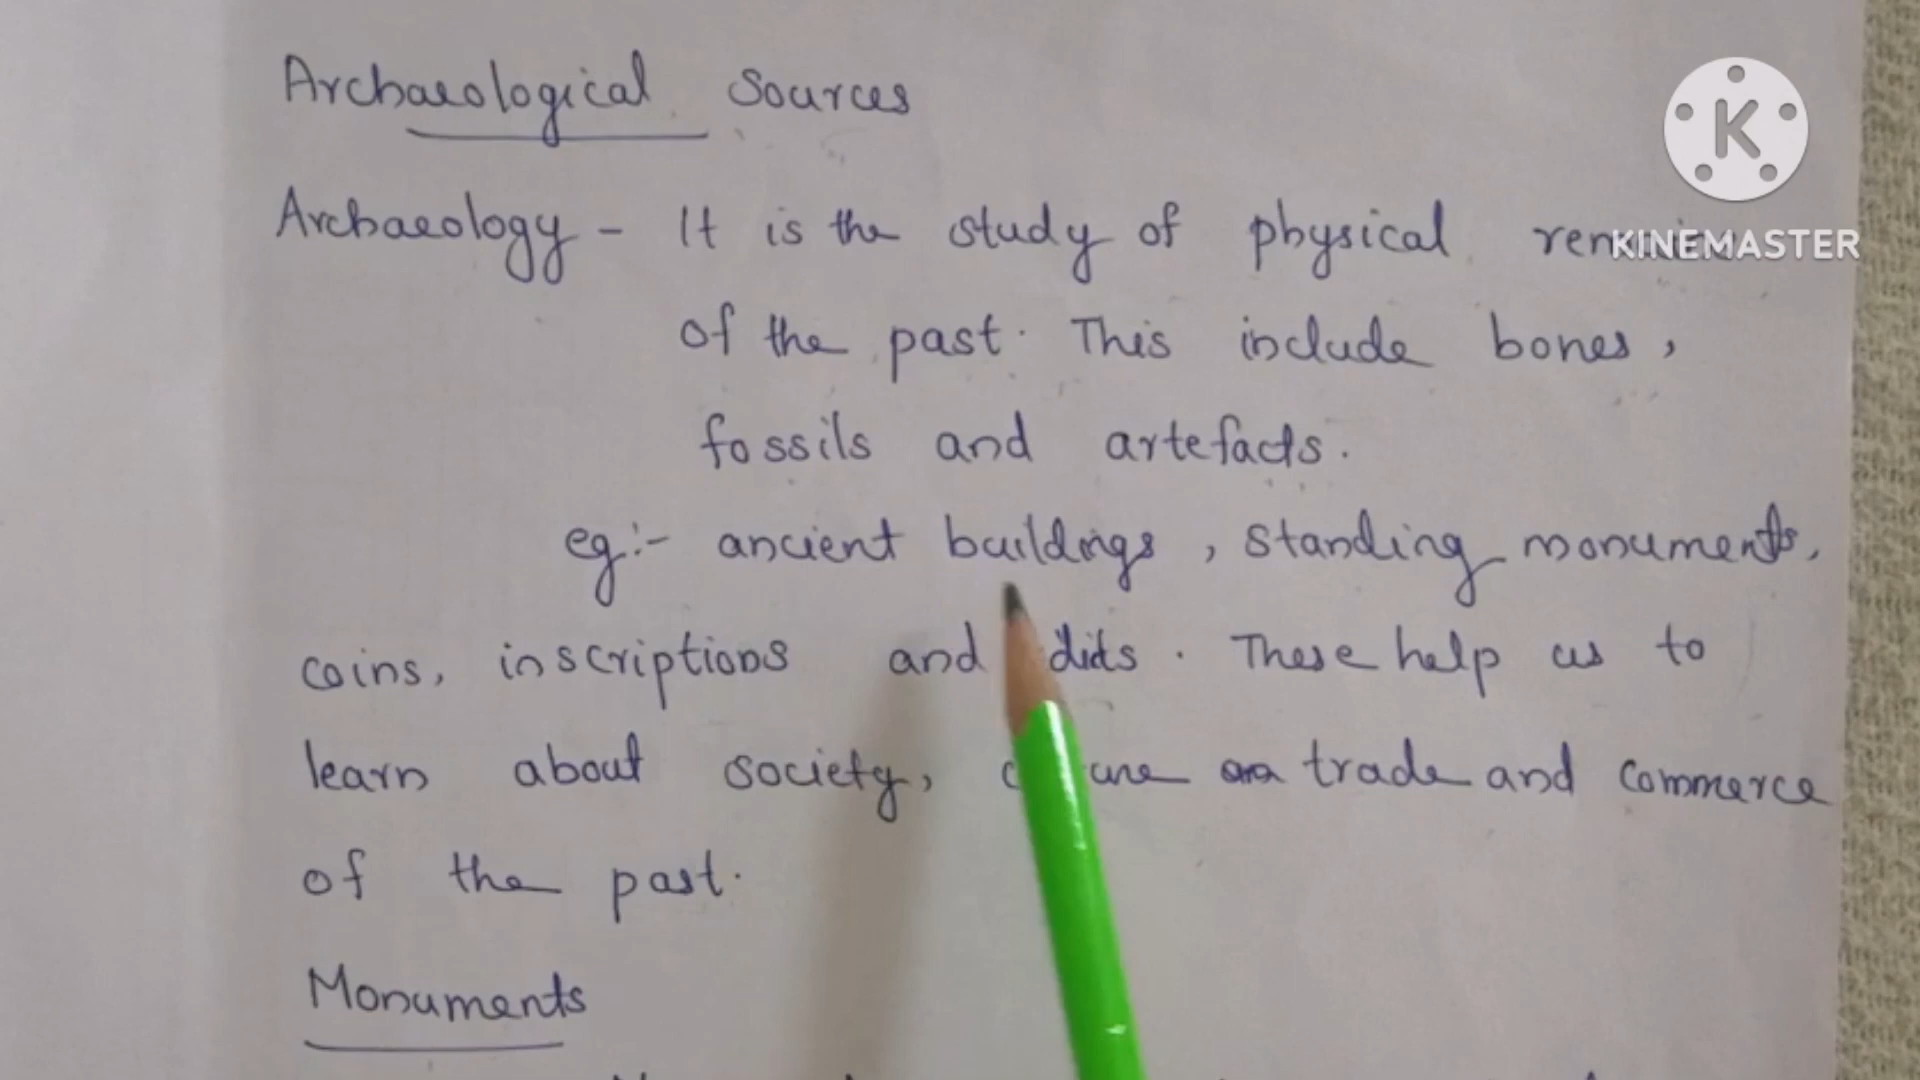 Archaeological Sources
K
Archaeology - It is the study of physical
KINEMASTER
of the past. This include bones,
fossils and artefacts.
eg:- ancient buildings, standing monuments,
coins, inscriptions and. These help us to
learn about society, trade and commerce
of the past.
Monuments